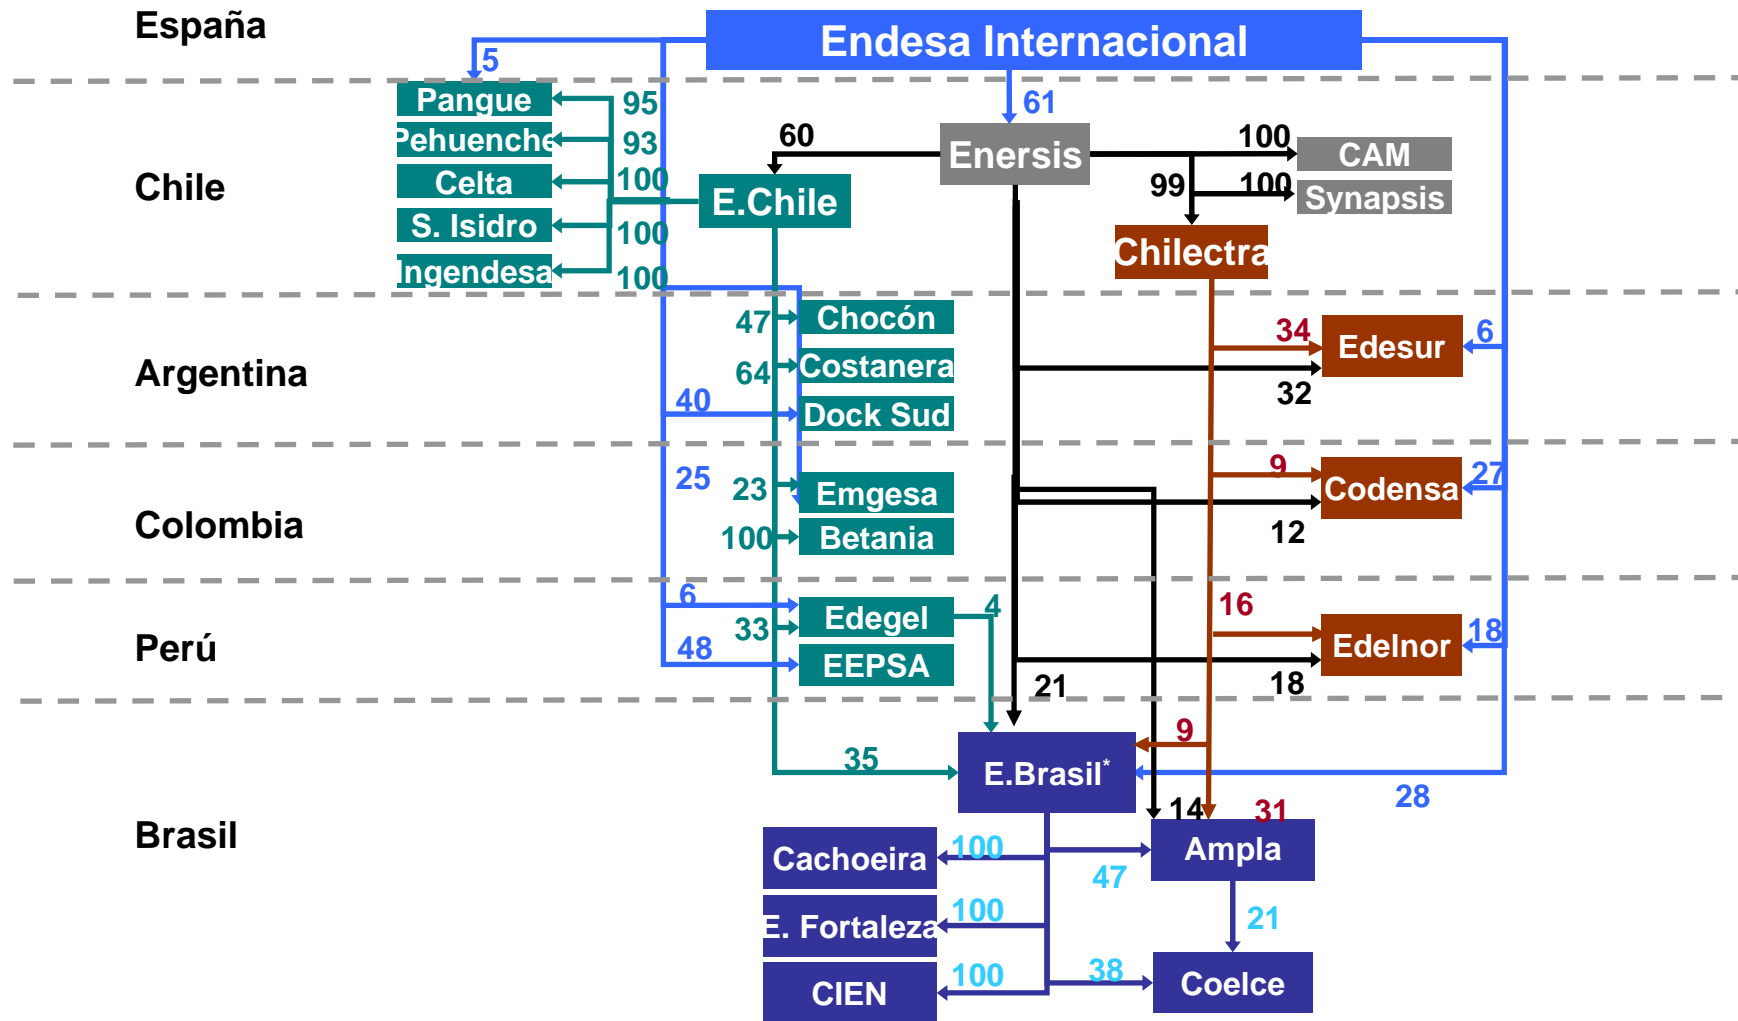 España
Endesa Internacional
5
61
Pangue
95
Pehuenche
93
60
Enersis
100
CAM
Chile
Celta
100
E.Chile
99
100
Synapsis
S. Isidro
100
Chilectra
Ingendesa
100
47
Chocón
34
Edesur
6
Argentina
64
Costanera
32
40
Dock Sud
25
23
Emgesa
9
Codensa
27
Colombia
100
Betania
12
6
Edegel
4
16
33
Perú
48
EEPSA
Edelnor
18
21
18
35
E.Brasil*
9
28
14
31
Brasil
Cachoeira
100
47
Ampla
E. Fortaleza
100
21
CIEN
100
38
Coelce